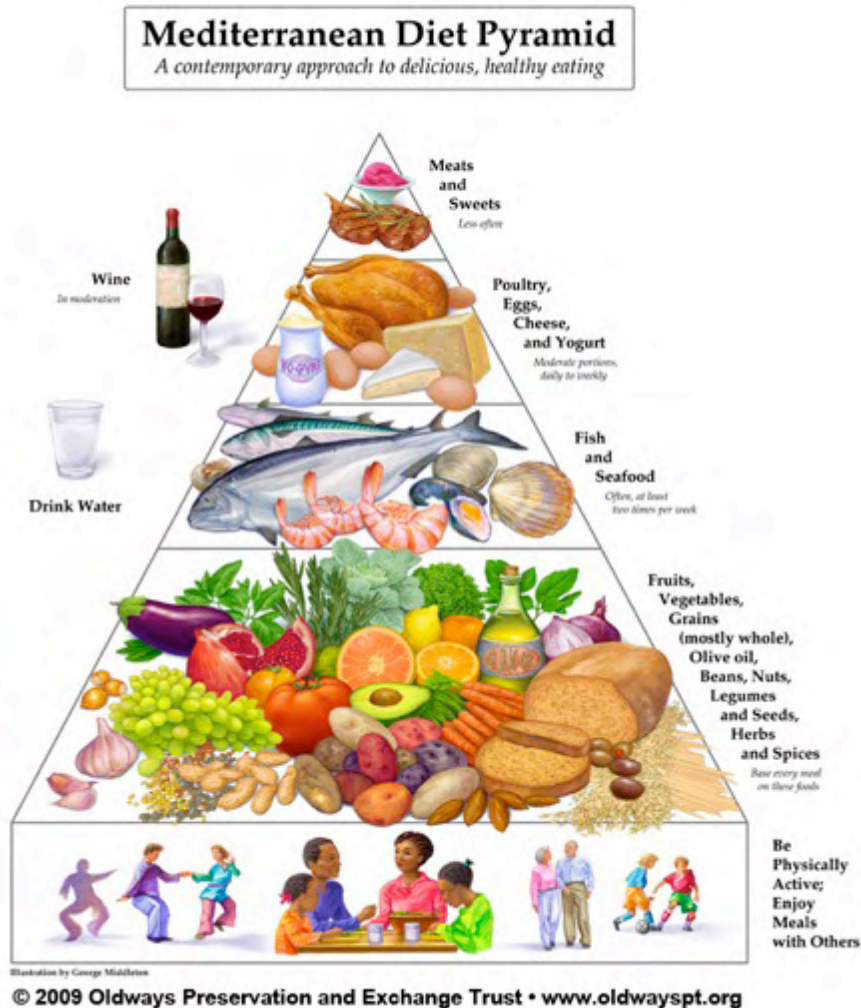 Mediterranean Diet Pyramid
A contemporary approach to delicious, healthy eating
Meats
and
Sweets
Less often
Wine
In moderation
Poultry,
Eggs,
Cheese,
and Yogurt
Moderate portions,
daily to weekly
YOGURT
Drink Water
Fish
and
Seafood
Often, at least
two times per week
Fruits,
Vegetables,
Grains
(mostly whole),
Olive oil,
Beans, Nuts,
Legumes
and Seeds,
Herbs
and Spices
Base every meal
on these foods
Be
Physically
Active;
Enjoy
Meals
with Others
Illustration by George Middleton
© 2009 Oldways Preservation and Exchange Trust • www.oldwayspt.org